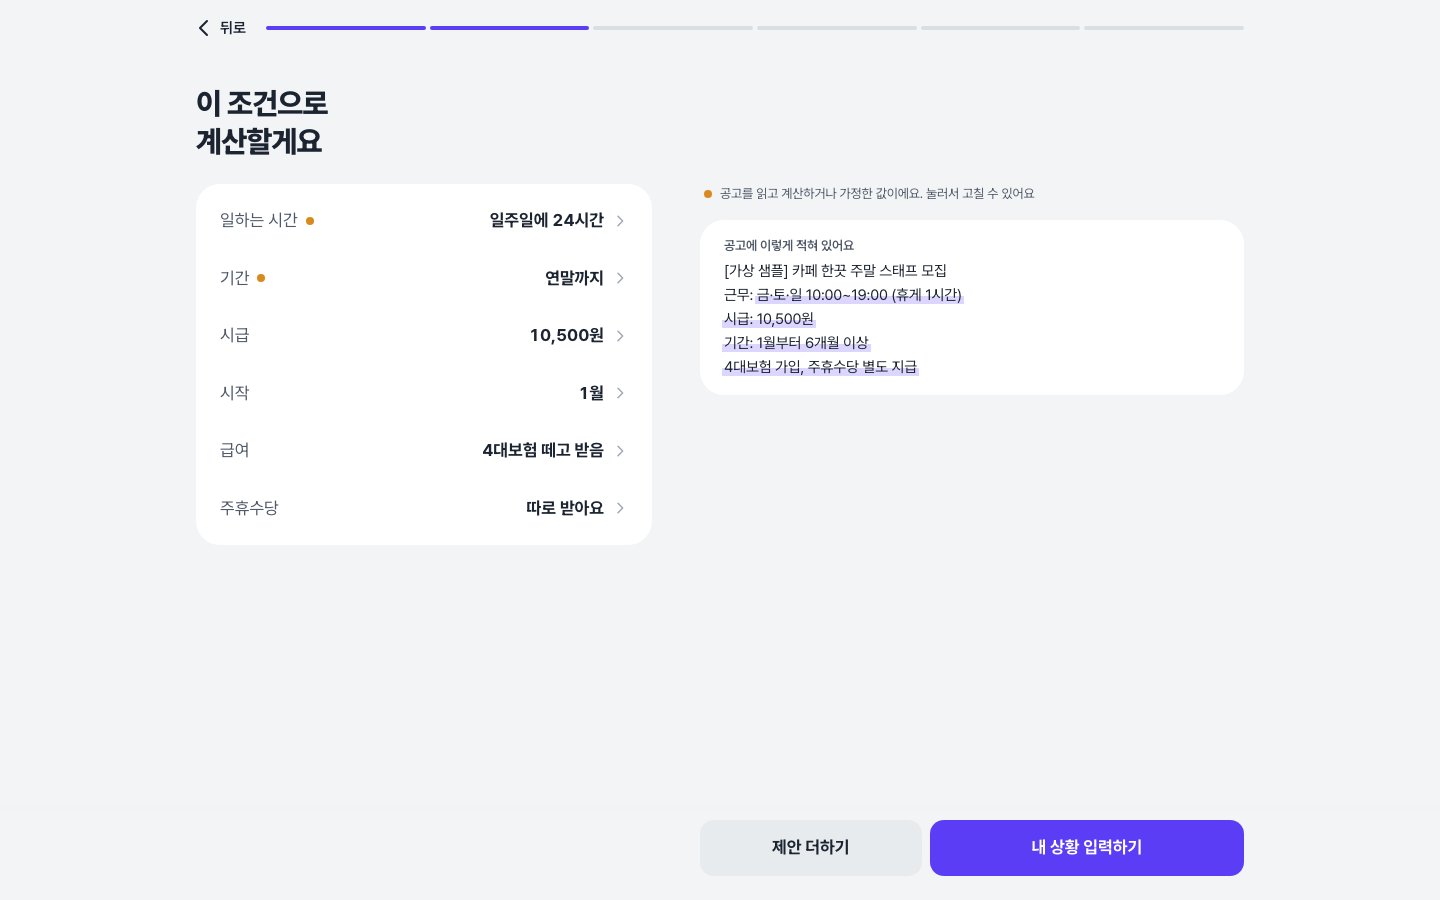 뒤로
이 조건으로
계산할게요
일하는 시간
일주일에 24시간
기간
연말까지
시급
10,500원
시작
1월
급여
4대보험 떼고 받음
주휴수당
따로 받아요
공고를 읽고 계산하거나 가정한 값이에요. 눌러서 고칠 수 있어요
공고에 이렇게 적혀 있어요
[가상 샘플] 카페 한끗 주말 스태프 모집
근무: 금·토·일 10:00~19:00 (휴게 1시간)
시급: 10,500원
기간: 1월부터 6개월 이상
4대보험 가입, 주휴수당 별도 지급
제안 더하기
내 상황 입력하기